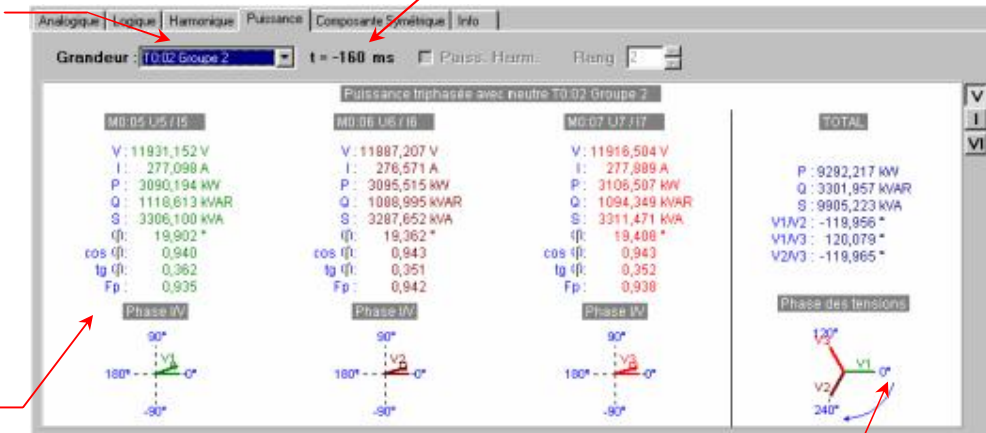 Analogique Logique Harmonique Puissance Composante Symétrique Info
Grandeur : T0:02 Groupe 2 t = -160 ms Puiss. Harm. Rang 2
Puissance triphasée avec neutre T0:02 Groupe 2
V
I
VI
M0:05 U5 / I5
V : 11931,152 V
I : 277,098 A
P : 3090,194 kW
Q : 1118,613 kVAR
S : 3306,100 kVA
φ : 19,902 °
cos φ : 0,940
tg φ : 0,362
Fp : 0,935
Phase I/V
90°
V1
180° 0°
-90°
M0:06 U6 / I6
V : 11887,207 V
I : 276,571 A
P : 3095,515 kW
Q : 1088,995 kVAR
S : 3287,652 kVA
φ : 19,362 °
cos φ : 0,943
tg φ : 0,351
Fp : 0,942
Phase I/V
90°
V2
180° 0°
-90°
M0:07 U7 / I7
V : 11916,504 V
I : 277,889 A
P : 3106,507 kW
Q : 1094,349 kVAR
S : 3311,471 kVA
φ : 19,408 °
cos φ : 0,943
tg φ : 0,352
Fp : 0,938
Phase I/V
90°
V3
180° 0°
-90°
TOTAL
P : 9292,217 kW
Q : 3301,957 kVAR
S : 9905,223 kVA
V1/V2 : -119,956 °
V1/V3 : 120,079 °
V2/V3 : -119,965 °
Phase des tensions
120°
V3
V1 0°
V2
240°